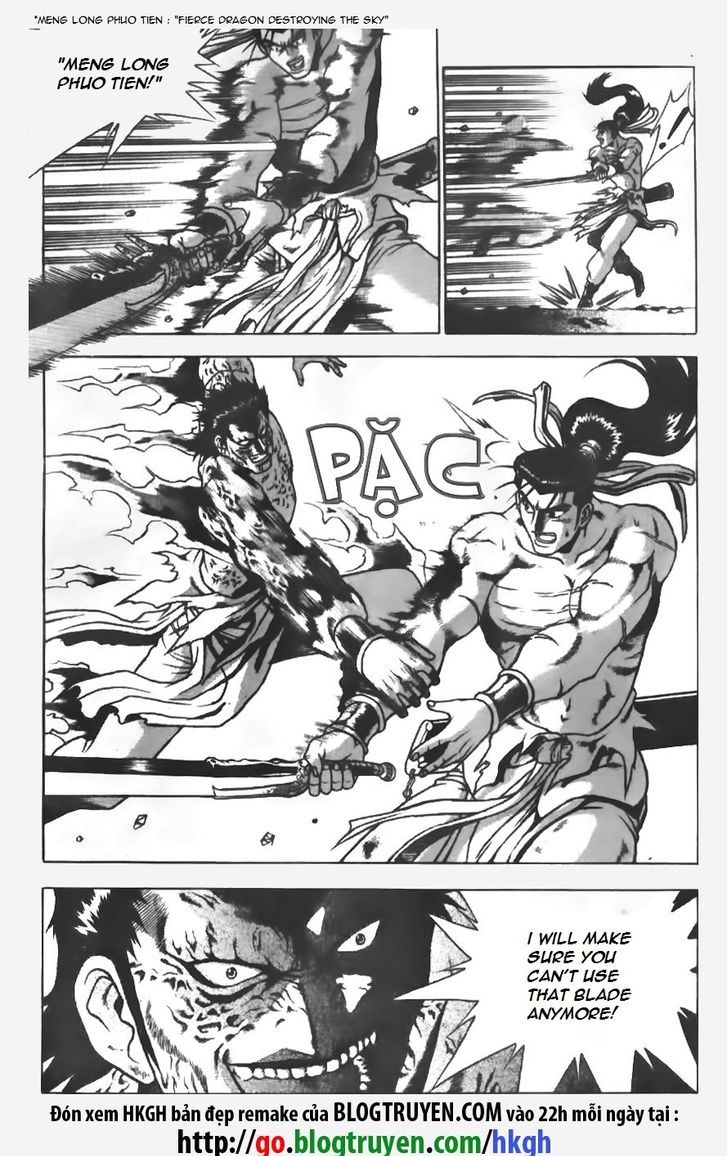 "MENG LONG PHUO TIEN : "FIERCE DRAGON DESTROYING THE SKY"
"MENG LONG
PHUO TIEN!"
!
PẶC
I WILL MAKE
SURE YOU
CAN'T USE
THAT BLADE
ANYMORE!
Đón xem HKGH bản đẹp remake của BLOGTRUYEN.COM vào 22h mỗi ngày tại :
http://go.blogtruyen.com/hkgh